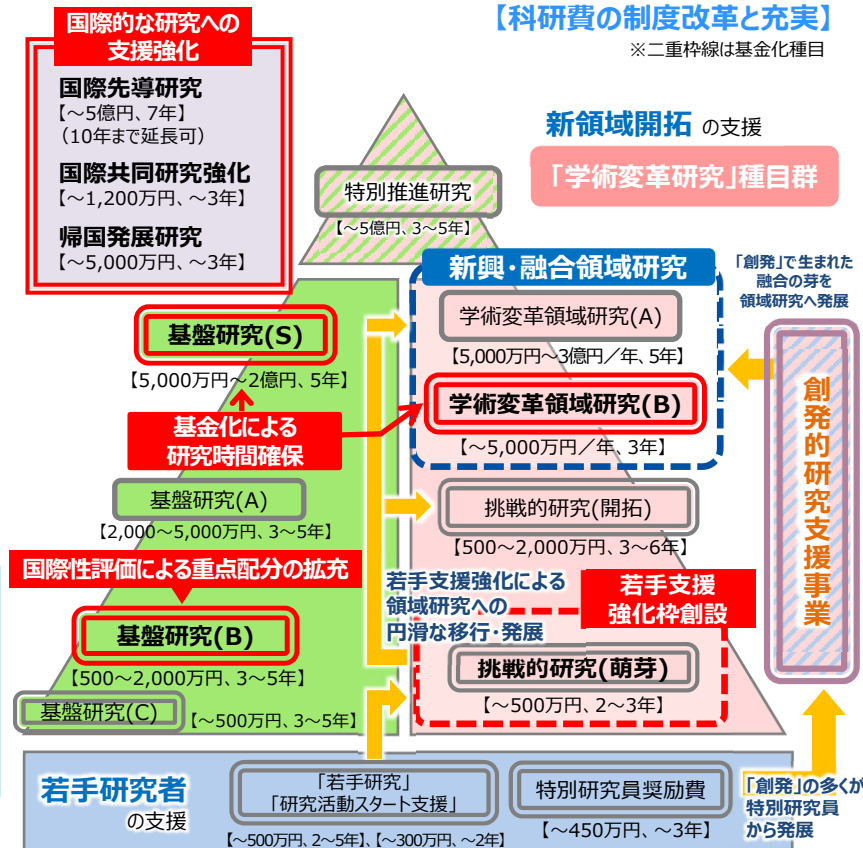 【科研費の制度改革と充実】
※二重枠線は基金化種目
国際的な研究への
支援強化
国際先導研究
【～5億円、7年】
（10年まで延長可）
国際共同研究強化
【～1,200万円、～3年】
帰国発展研究
【～5,000万円、～3年】
新領域開拓 の支援
「学術変革研究」種目群
特別推進研究
【～5億円、3～5年】
新興・融合領域研究
「創発」で生まれた
融合の芽を
領域研究へ発展
基盤研究(S)
【5,000万円～2億円、5年】
学術変革領域研究(A)
【5,000万円～3億円／年、5年】
学術変革領域研究(B)
【～5,000万円／年、3年】
基金化による
研究時間確保
創発的研究支援事業
基盤研究(A)
【2,000～5,000万円、3～5年】
挑戦的研究(開拓)
【500～2,000万円、3～6年】
国際性評価による重点配分の拡充
若手支援強化による
領域研究への
円滑な移行・発展
若手支援
強化枠創設
基盤研究(B)
【500～2,000万円、3～5年】
挑戦的研究(萌芽)
【～500万円、2～3年】
基盤研究(C)
【～500万円、3～5年】
若手研究者
の支援
「若手研究」
「研究活動スタート支援」
【～500万円、2～5年】、【～300万円、～2年】
特別研究員奨励費
【～450万円、～3年】
「創発」の多くが
特別研究員
から発展